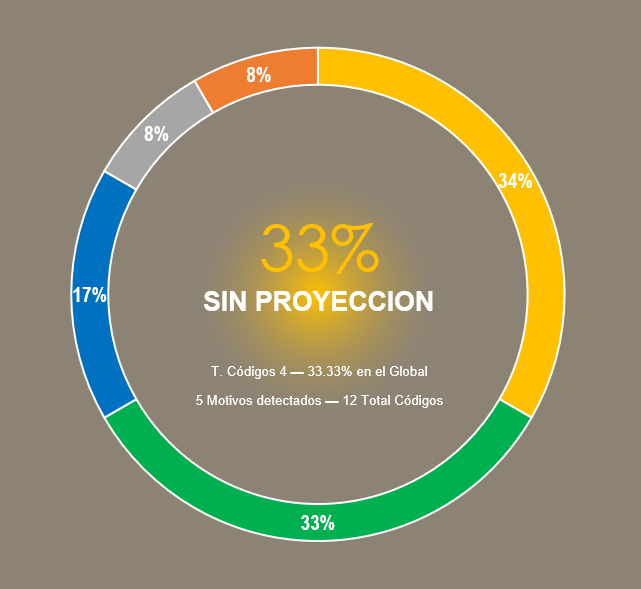 8%
8%
34%
33%
17%
SIN PROYECCION
T. Códigos 4 — 33.33% en el Global
5 Motivos detectados — 12 Total Códigos
33%